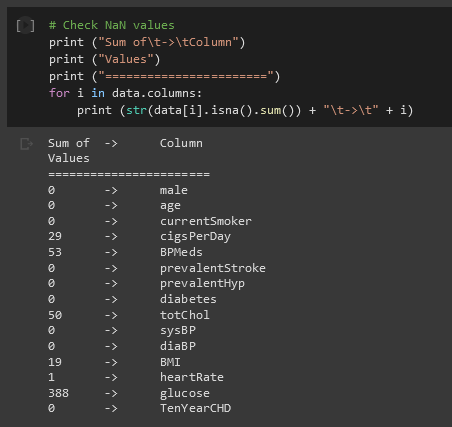 # Check NaN values
print ("Sum of\t->\tColumn")
print ("Values")
print ("=======================")
for i in data.columns:
    print (str(data[i].isna().sum()) + "\t->\t" + i)
Sum of  ->      Column
Values
=======================
0       ->      male
0       ->      age
0       ->      currentSmoker
29      ->      cigsPerDay
53      ->      BPMeds
0       ->      prevalentStroke
0       ->      prevalentHyp
0       ->      diabetes
50      ->      totChol
0       ->      sysBP
0       ->      diaBP
19      ->      BMI
1       ->      heartRate
388     ->      glucose
0       ->      TenYearCHD